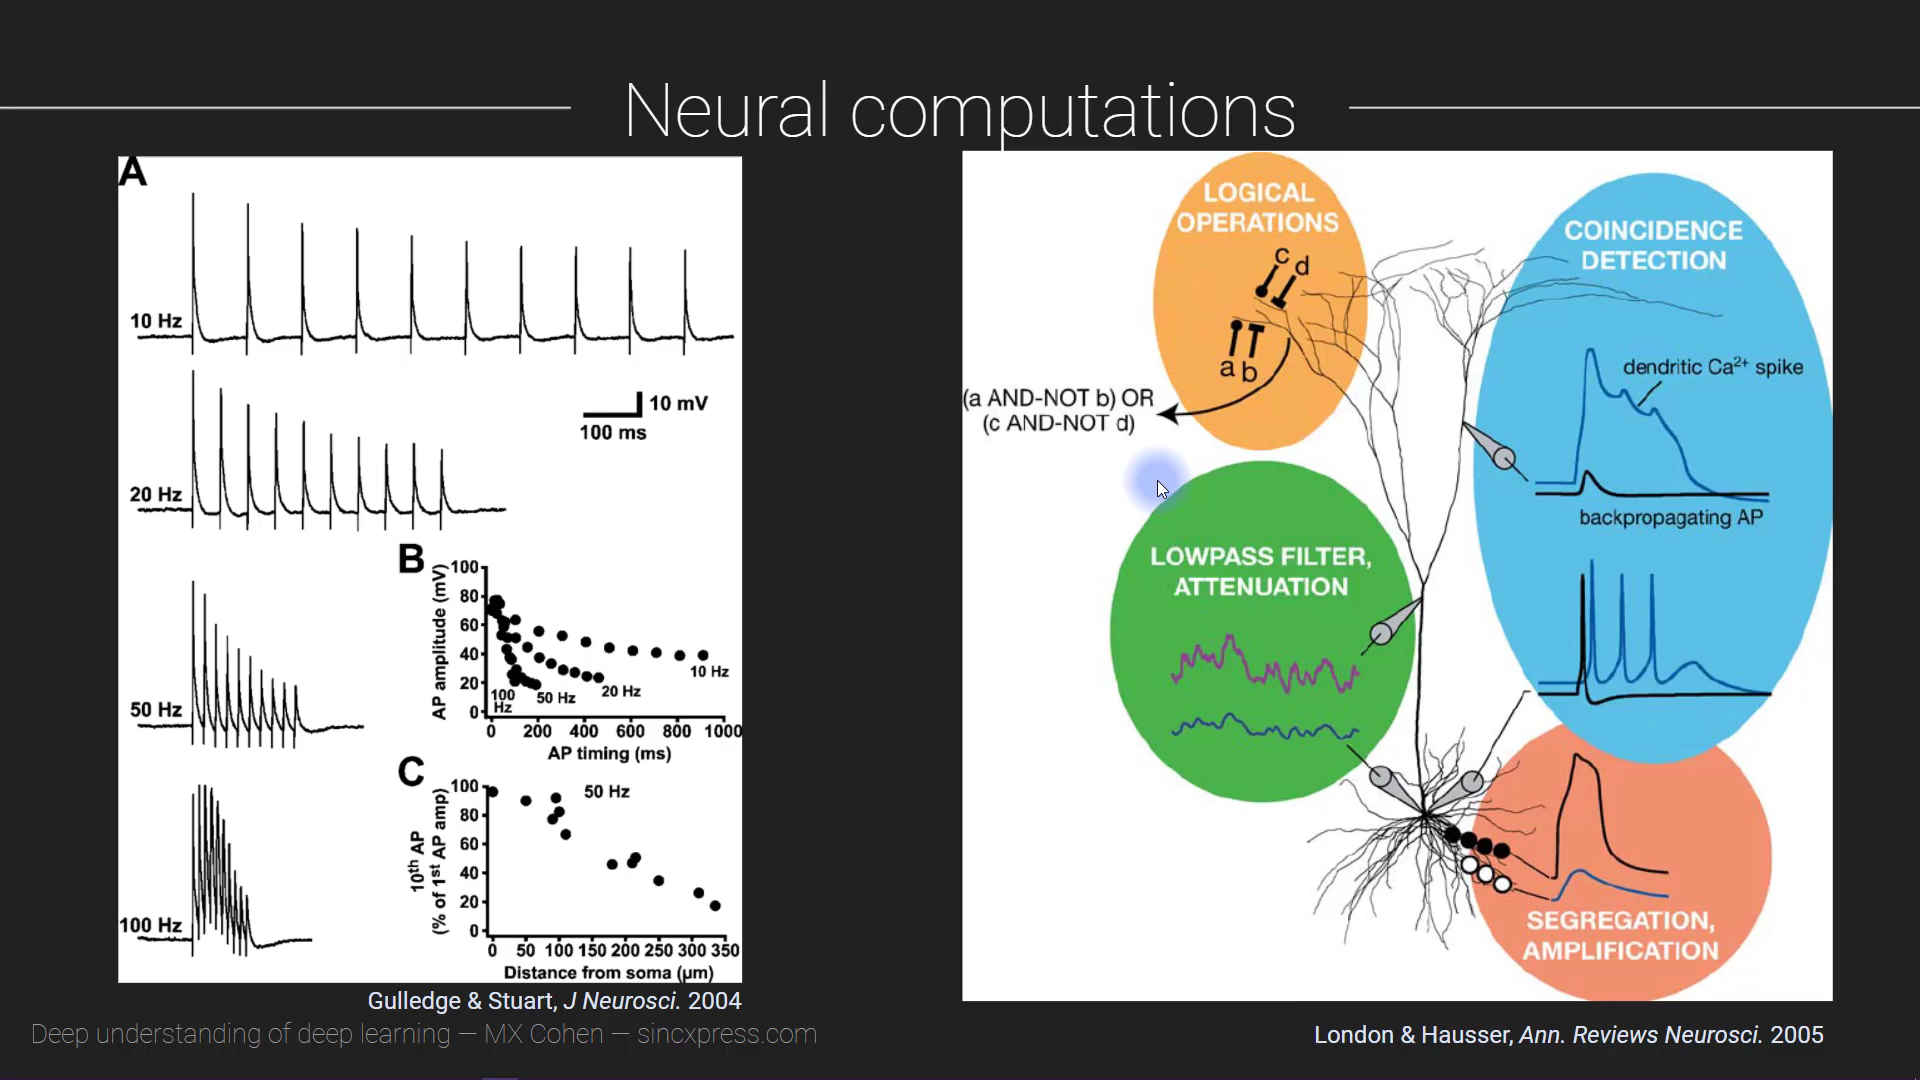 Neural computations
A
10 Hz
10 mV
100 ms
20 Hz
50 Hz
100 Hz
B
AP amplitude (mV)
100
80
60
40
20
0
10 Hz
20 Hz
50 Hz
100
Hz
0 200 400 600 800 1000
AP timing (ms)
C
10th AP
(% of 1st AP amp)
100
80
60
40
20
0
50 Hz
0 50 100 150 200 250 300 350
Distance from soma (µm)
Gulledge & Stuart, J Neurosci. 2004
LOGICAL
OPERATIONS
c d
a b
(a AND-NOT b) OR
(c AND-NOT d)
COINCIDENCE
DETECTION
dendritic Ca2+ spike
backpropagating AP
LOWPASS FILTER,
ATTENUATION
SEGREGATION,
AMPLIFICATION
London & Hausser, Ann. Reviews Neurosci. 2005
Deep understanding of deep learning — MX Cohen — sincxpress.com